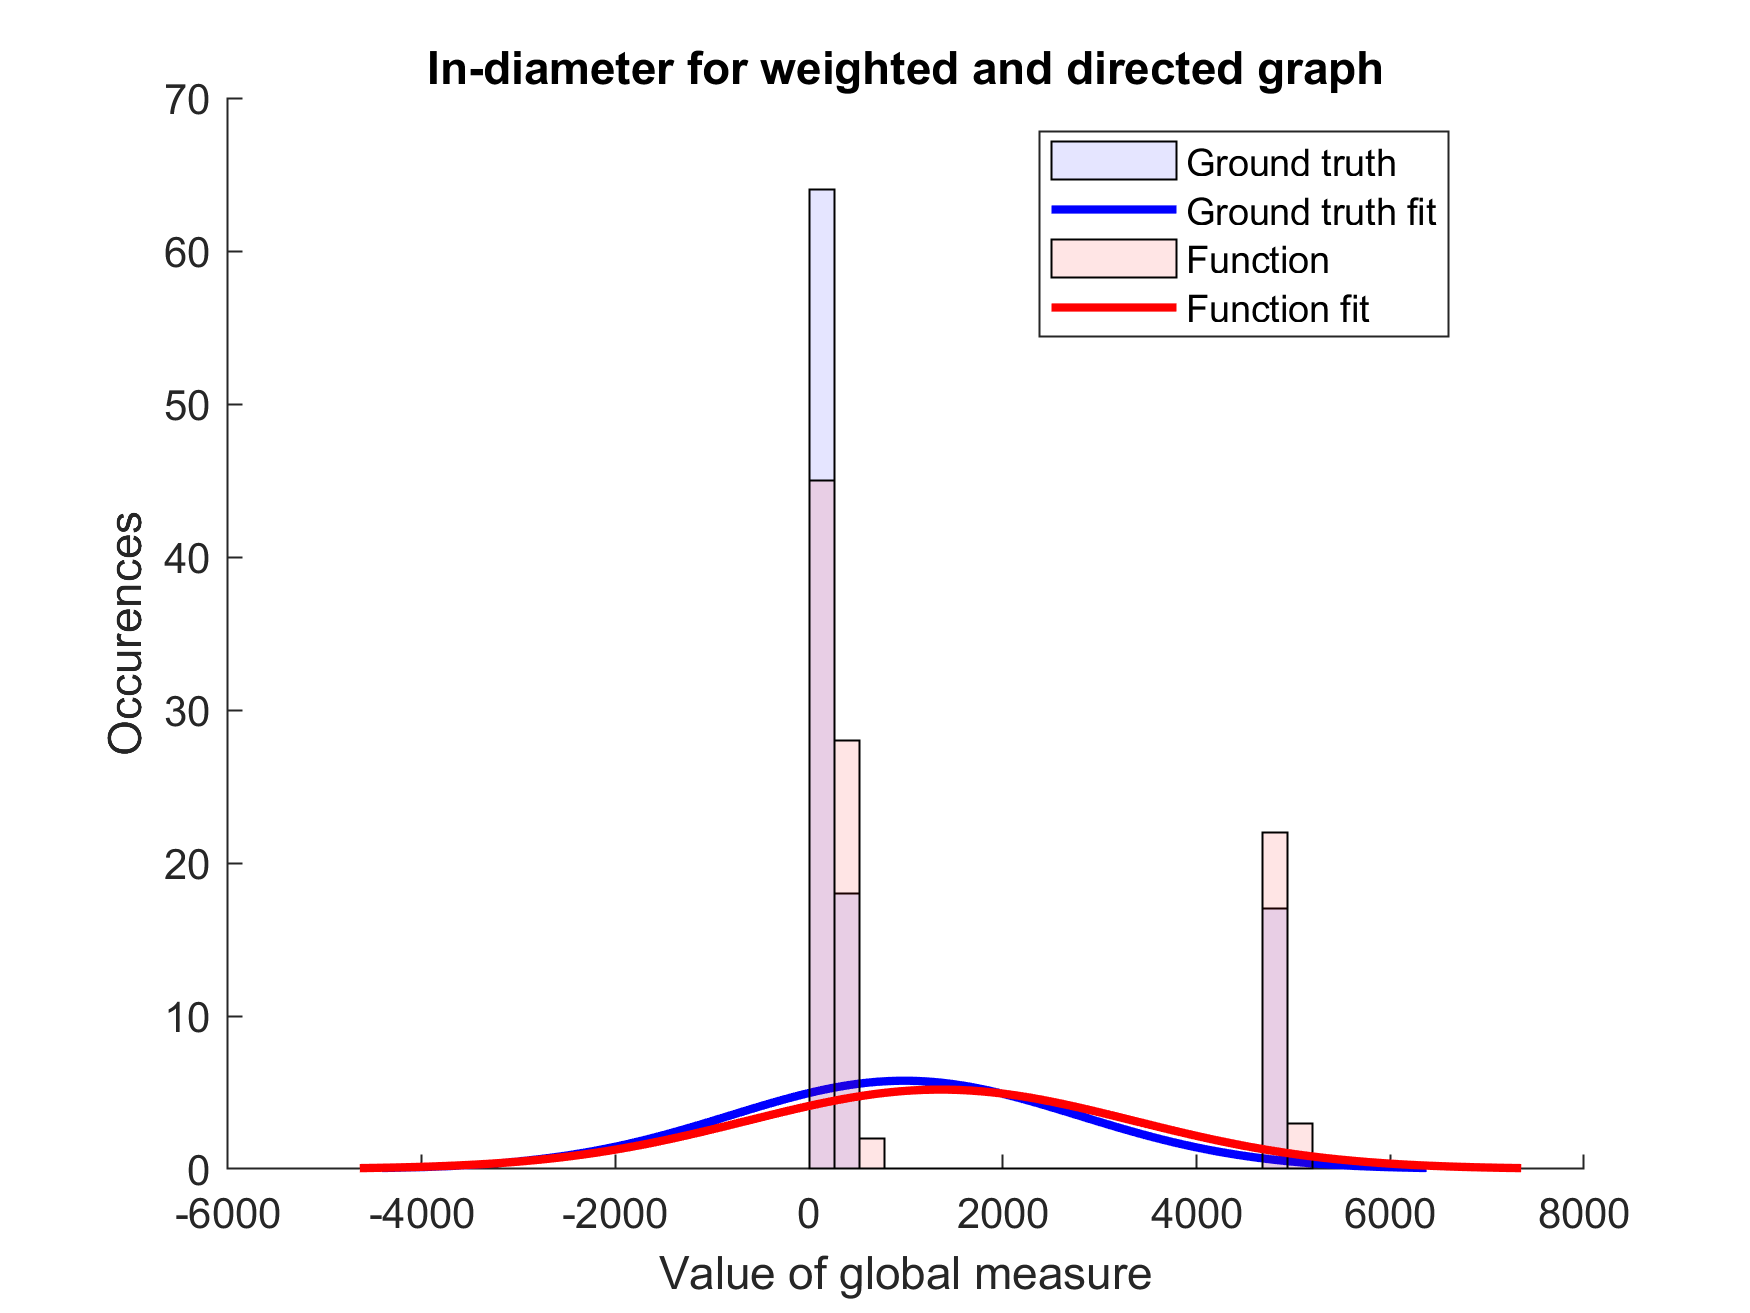 In-diameter for weighted and directed graph
70
60
50
40
30
20
10
0
Occurences
Ground truth
Ground truth fit
Function
Function fit
-6000 -4000 -2000 0 2000 4000 6000 8000
Value of global measure